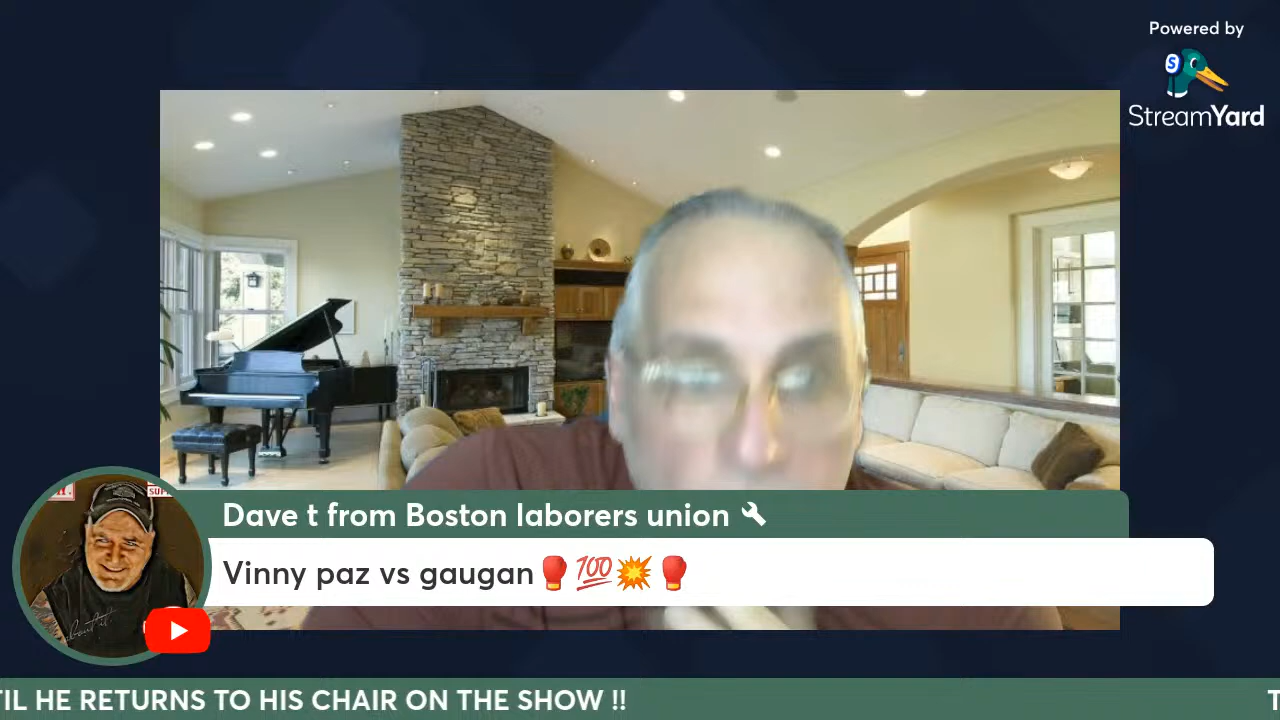 Powered by
S
StreamYard
Dave t from Boston laborers union 🔧
Vinny paz vs gaugan🥊💯💥🥊
TIL HE RETURNS TO HIS CHAIR ON THE SHOW !! T